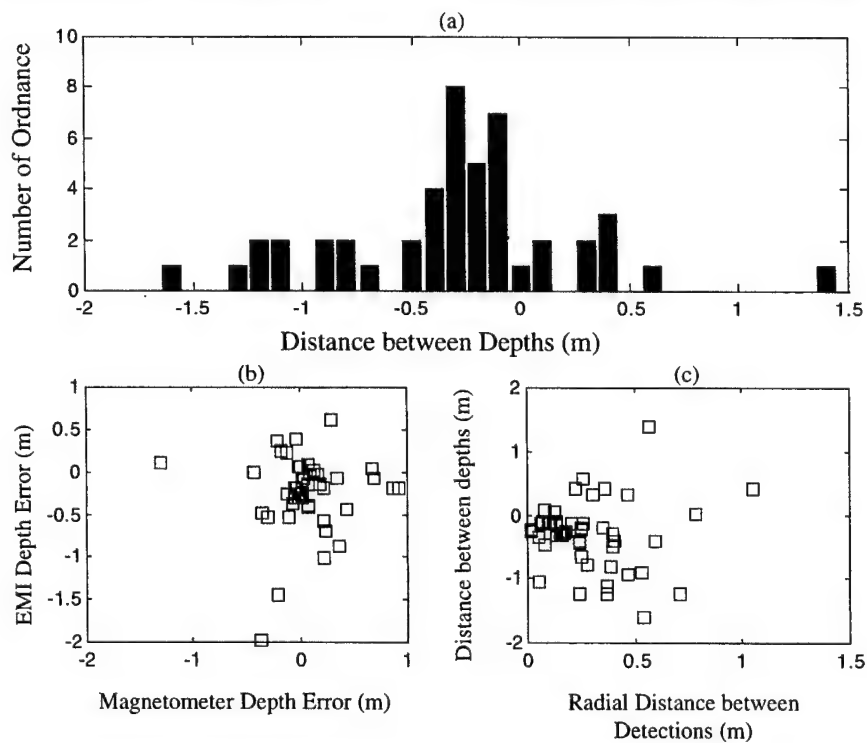 (a)
10
8
6
4
2
0
Number of Ordnance
-2 -1.5 -1 -0.5 0 0.5 1 1.5
Distance between Depths (m)
(b)
1
0.5
0
-0.5
-1
-1.5
-2
EMI Depth Error (m)
-2 -1 0 1
Magnetometer Depth Error (m)
(c)
2
1
0
-1
-2
Distance between depths (m)
0 0.5 1 1.5
Radial Distance between
Detections (m)